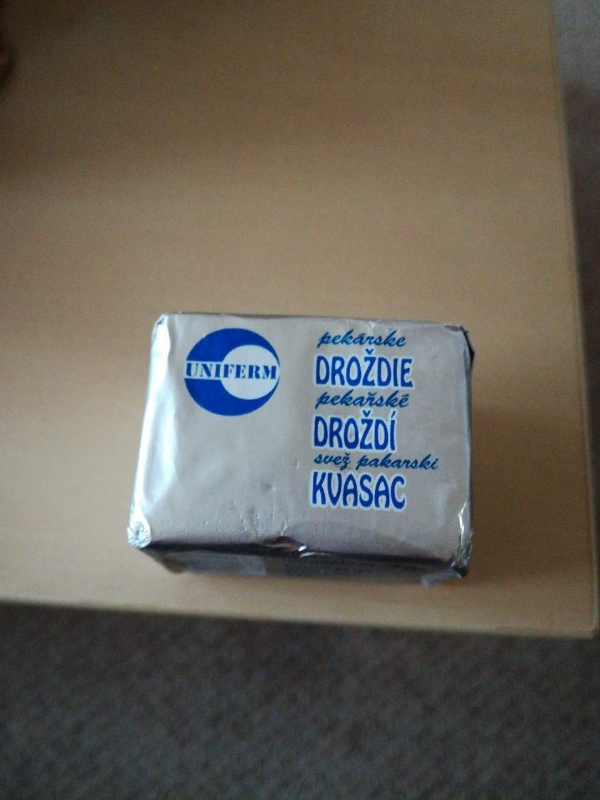 UNIFERM
pekárske
DROŽDIE
pekařské
DROŽDÍ
svež pakarski
KVASAC